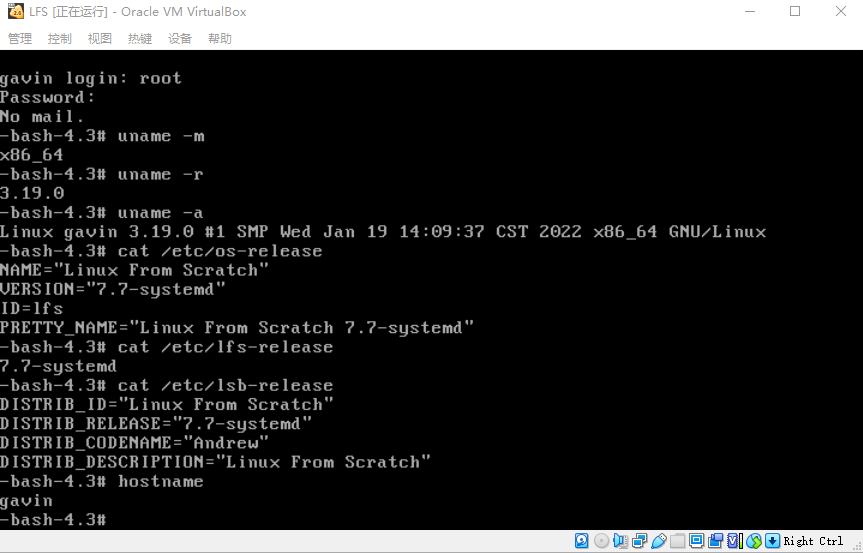 LFS [正在运行] - Oracle VM VirtualBox
管理 控制 视图 热键 设备 帮助
gavin login: root
Password:
No mail.
-bash-4.3# uname -m
x86_64
-bash-4.3# uname -r
3.19.0
-bash-4.3# uname -a
Linux gavin 3.19.0 #1 SMP Wed Jan 19 14:09:37 CST 2022 x86_64 GNU/Linux
-bash-4.3# cat /etc/os-release
NAME="Linux From Scratch"
VERSION="7.7-systemd"
ID=lfs
PRETTY_NAME="Linux From Scratch 7.7-systemd"
-bash-4.3# cat /etc/lfs-release
7.7-systemd
-bash-4.3# cat /etc/lsb-release
DISTRIB_ID="Linux From Scratch"
DISTRIB_RELEASE="7.7-systemd"
DISTRIB_CODENAME="Andrew"
DISTRIB_DESCRIPTION="Linux From Scratch"
-bash-4.3# hostname
gavin
-bash-4.3#
Right Ctrl